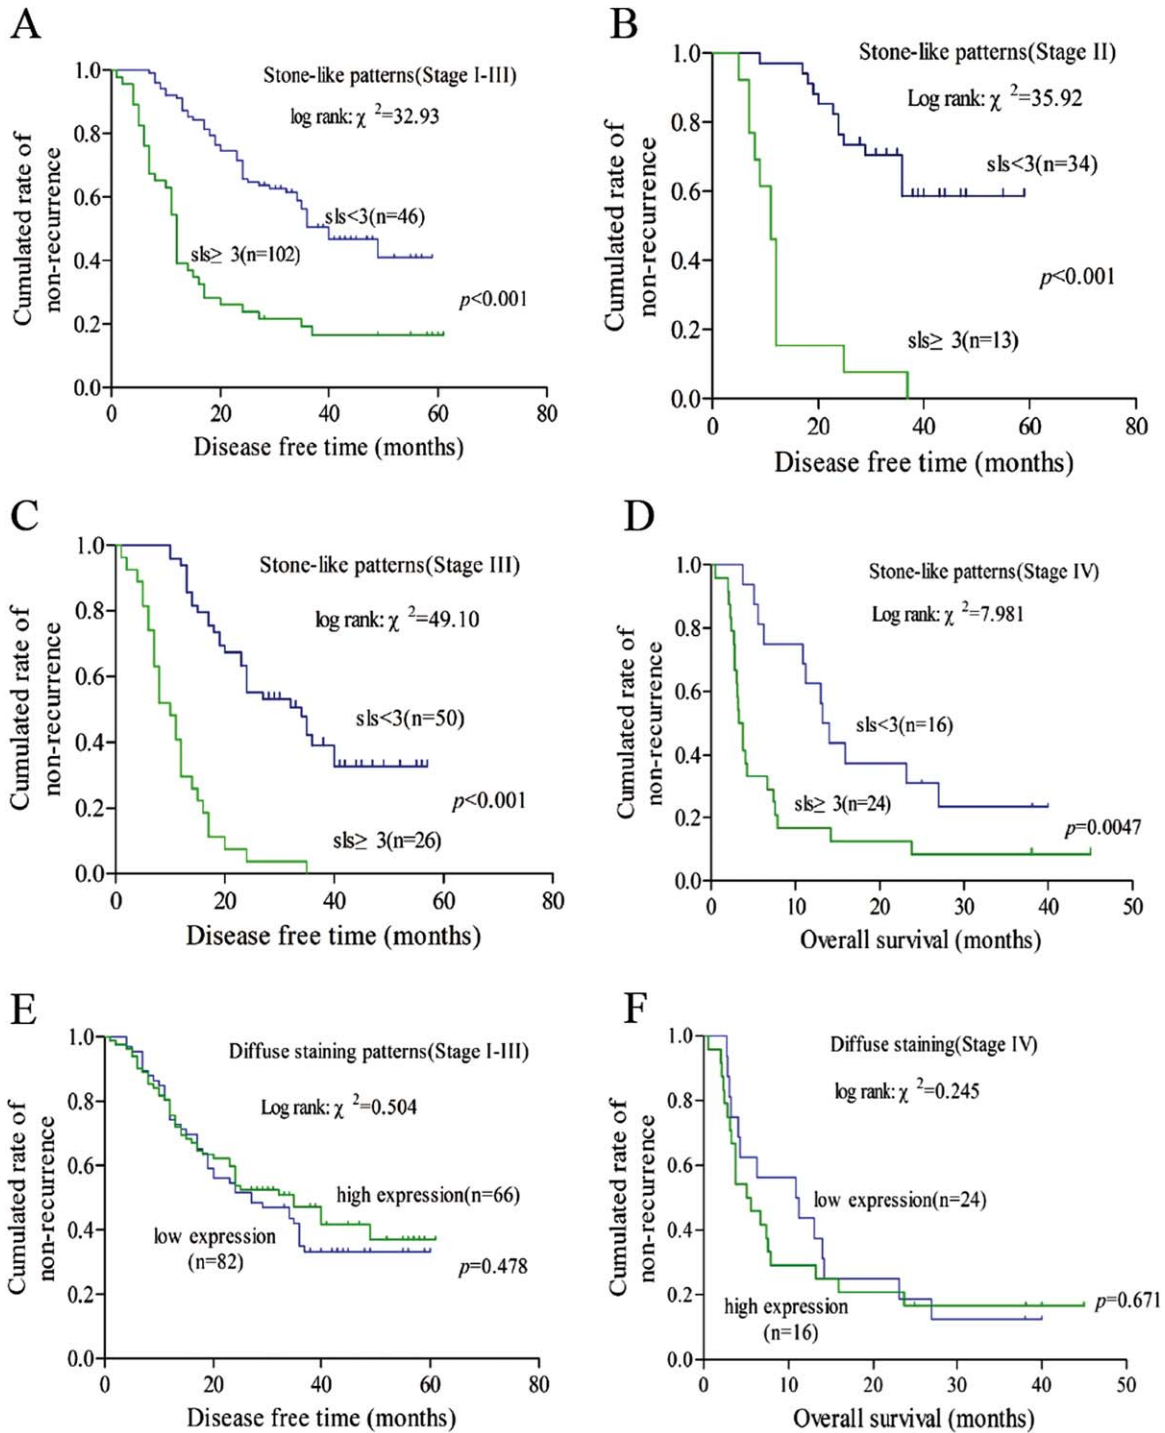 A
Cumulated rate of
non-recurrence
1.0
0.8
0.6
0.4
0.2
0.0
Stone-like patterns(Stage I-III)
log rank: χ ²=32.93
sls<3(n=46)
sls≥ 3(n=102)
p<0.001
0 20 40 60 80
Disease free time (months)
B
Cumulated rate of
non-recurrence
1.0
0.8
0.6
0.4
0.2
0.0
Stone-like patterns(Stage II)
Log rank: χ ²=35.92
sls<3(n=34)
p<0.001
sls≥ 3(n=13)
0 20 40 60 80
Disease free time (months)
C
Cumulated rate of
non-recurrence
1.0
0.8
0.6
0.4
0.2
0.0
Stone-like patterns(Stage III)
log rank: χ ²=49.10
sls<3(n=50)
p<0.001
sls≥ 3(n=26)
0 20 40 60 80
Disease free time (months)
D
Cumulated rate of
non-recurrence
1.0
0.8
0.6
0.4
0.2
0.0
Stone-like patterns(Stage IV)
Log rank: χ ²=7.981
sls<3(n=16)
sls≥ 3(n=24)
p=0.0047
0 10 20 30 40 50
Overall survival (months)
E
Cumulated rate of
non-recurrence
1.0
0.8
0.6
0.4
0.2
0.0
Diffuse staining patterns(Stage I-III)
Log rank: χ ²=0.504
high expression(n=66)
low expression
(n=82)
p=0.478
0 20 40 60 80
Disease free time (months)
F
Cumulated rate of
non-recurrence
1.0
0.8
0.6
0.4
0.2
0.0
Diffuse staining(Stage IV)
log rank: χ ²=0.245
low expression(n=24)
high expression
(n=16)
p=0.671
0 10 20 30 40 50
Overall survival (months)